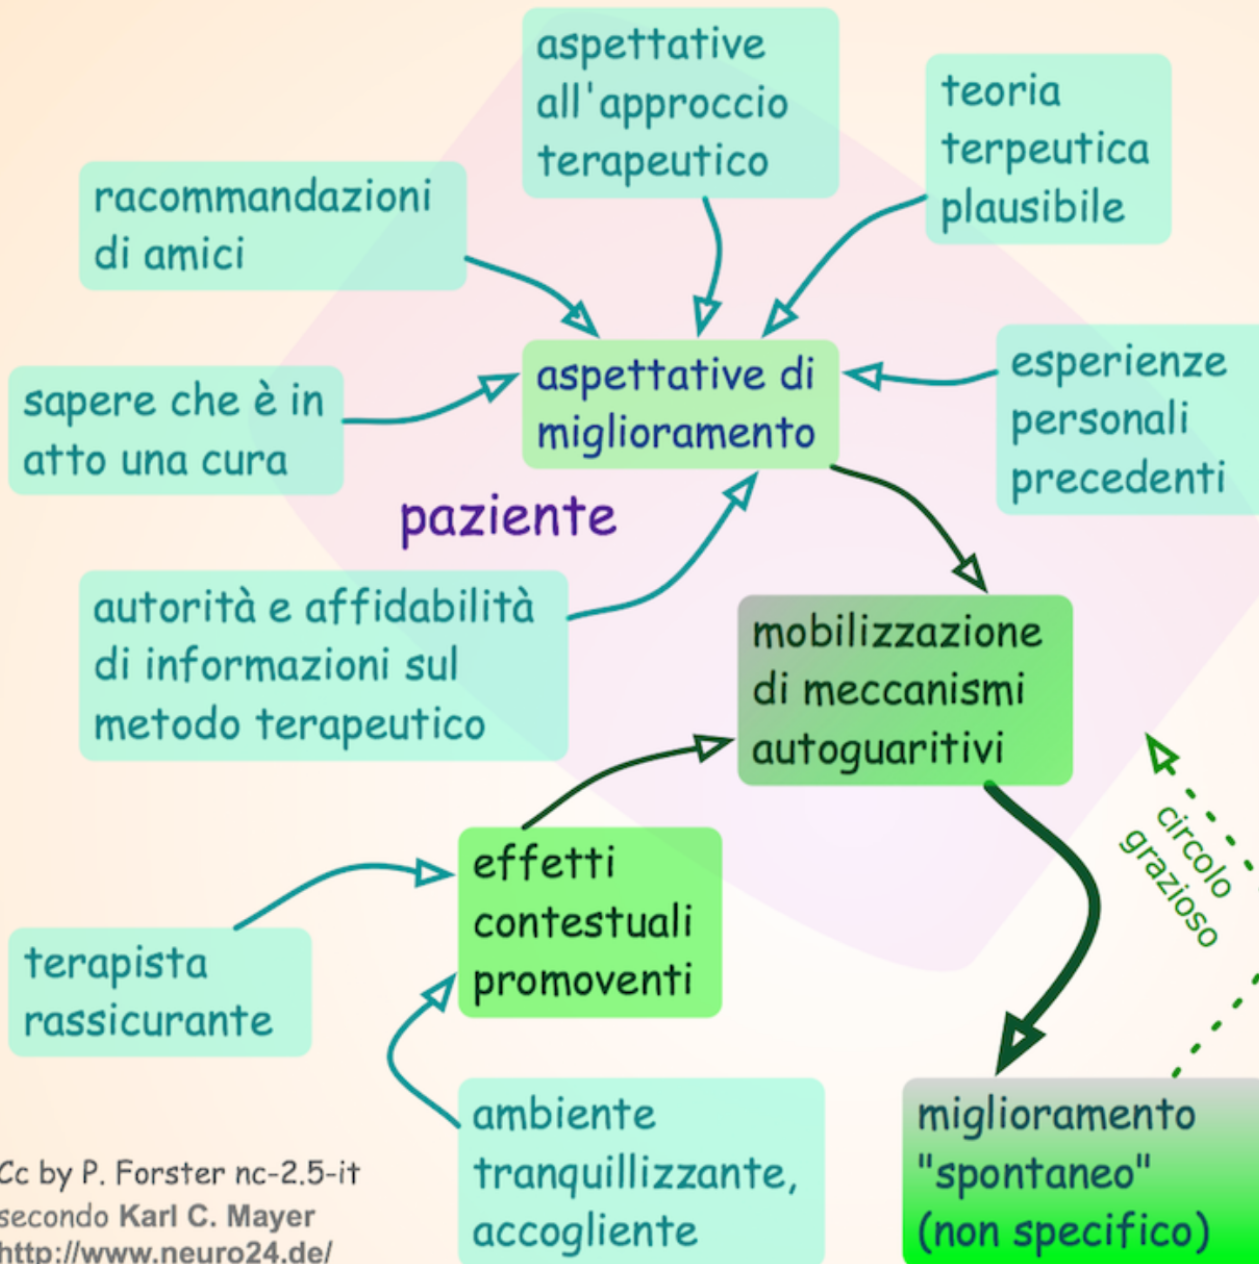 aspettative
all'approccio
terapeutico
teoria
terpeutica
plausibile
racommandazioni
di amici
aspettative di
miglioramento
esperienze
personali
precedenti
sapere che è in
atto una cura
paziente
autorità e affidabilità
di informazioni sul
metodo terapeutico
mobilizzazione
di meccanismi
autoguaritivi
circolo
grazioso
effetti
contestuali
promoventi
terapista
rassicurante
ambiente
tranquillizzante,
accogliente
miglioramento
"spontaneo"
(non specifico)
Cc by P. Forster nc-2.5-it
secondo Karl C. Mayer
http://www.neuro24.de/